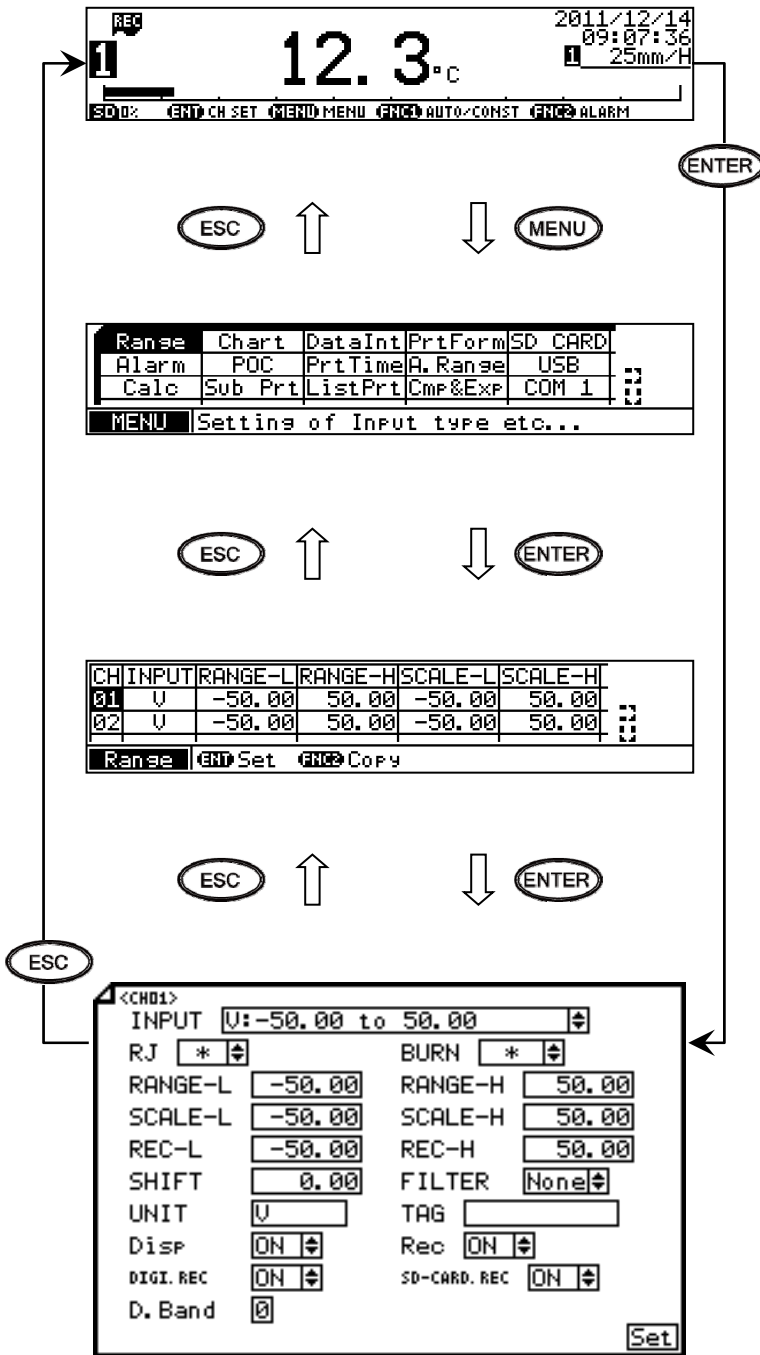 REC
2011/12/14
09:07:36
1 12.3°C
1 25mm/H
SD 0% ENT CH SET MENU MENU FNC1 AUTO/CONST FNC2 ALARM
ENTER
ESC MENU
Range Chart DataInt PrtForm SD CARD
Alarm POC PrtTime A.Range USB
Calc Sub Prt ListPrt Cmp&Exp COM 1
MENU Setting of Input type etc...
ESC ENTER
CH INPUT RANGE-L RANGE-H SCALE-L SCALE-H
01 V -50.00 50.00 -50.00 50.00
02 V -50.00 50.00 -50.00 50.00
Range ENT Set FNC2 Copy
ESC ENTER
ESC
<CH01>
INPUT V:-50.00 to 50.00
RJ * BURN *
RANGE-L -50.00 RANGE-H 50.00
SCALE-L -50.00 SCALE-H 50.00
REC-L -50.00 REC-H 50.00
SHIFT 0.00 FILTER None
UNIT V TAG
Disp ON Rec ON
DIGI.REC ON SD-CARD.REC ON
D.Band 0
Set